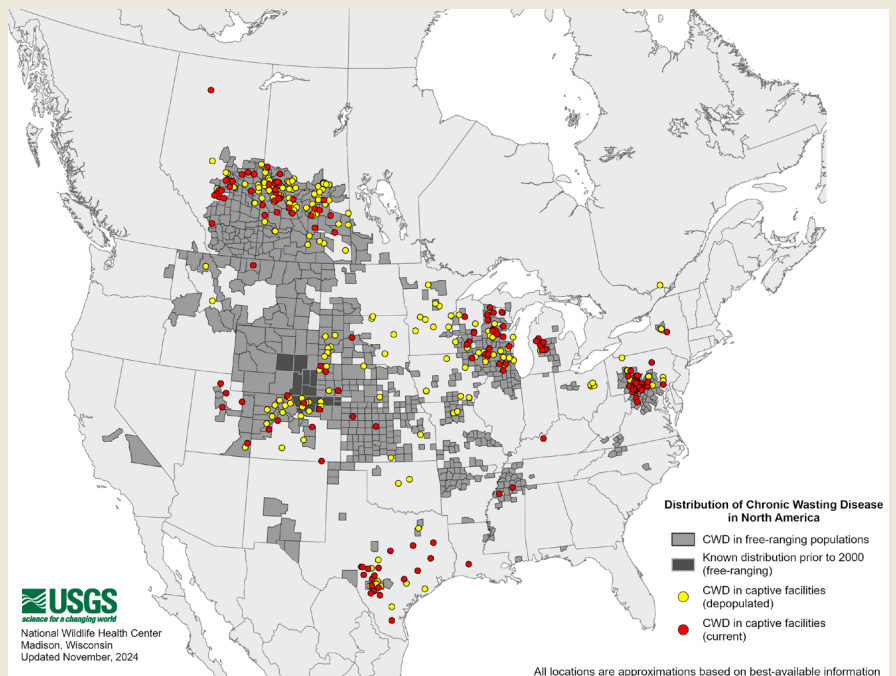 Distribution of Chronic Wasting Disease
in North America
CWD in free-ranging populations
Known distribution prior to 2000
(free-ranging)
CWD in captive facilities
(depopulated)
CWD in captive facilities
(current)
USGS
science for a changing world
National Wildlife Health Center
Madison, Wisconsin
Updated November, 2024
All locations are approximations based on best-available information